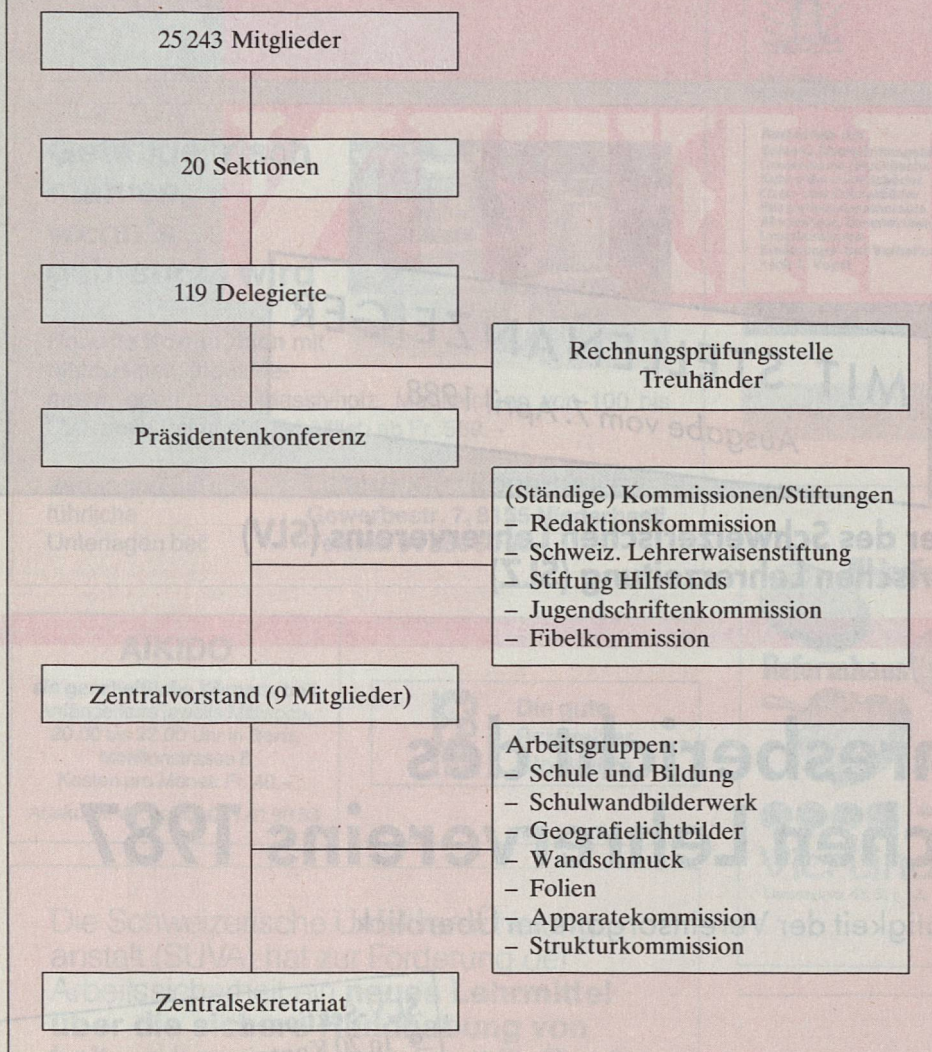 25 243 Mitglieder
20 Sektionen
119 Delegierte
Rechnungsprüfungsstelle
Treuhänder
Präsidentenkonferenz
(Ständige) Kommissionen/Stiftungen
– Redaktionskommission
– Schweiz. Lehrerwaisenstiftung
– Stiftung Hilfsfonds
– Jugendschriftenkommission
– Fibelkommission
Zentralvorstand (9 Mitglieder)
Arbeitsgruppen:
– Schule und Bildung
– Schulwandbilderwerk
– Geografielichtbilder
– Wandschmuck
– Folien
– Apparatekommission
– Strukturkommission
Zentralsekretariat